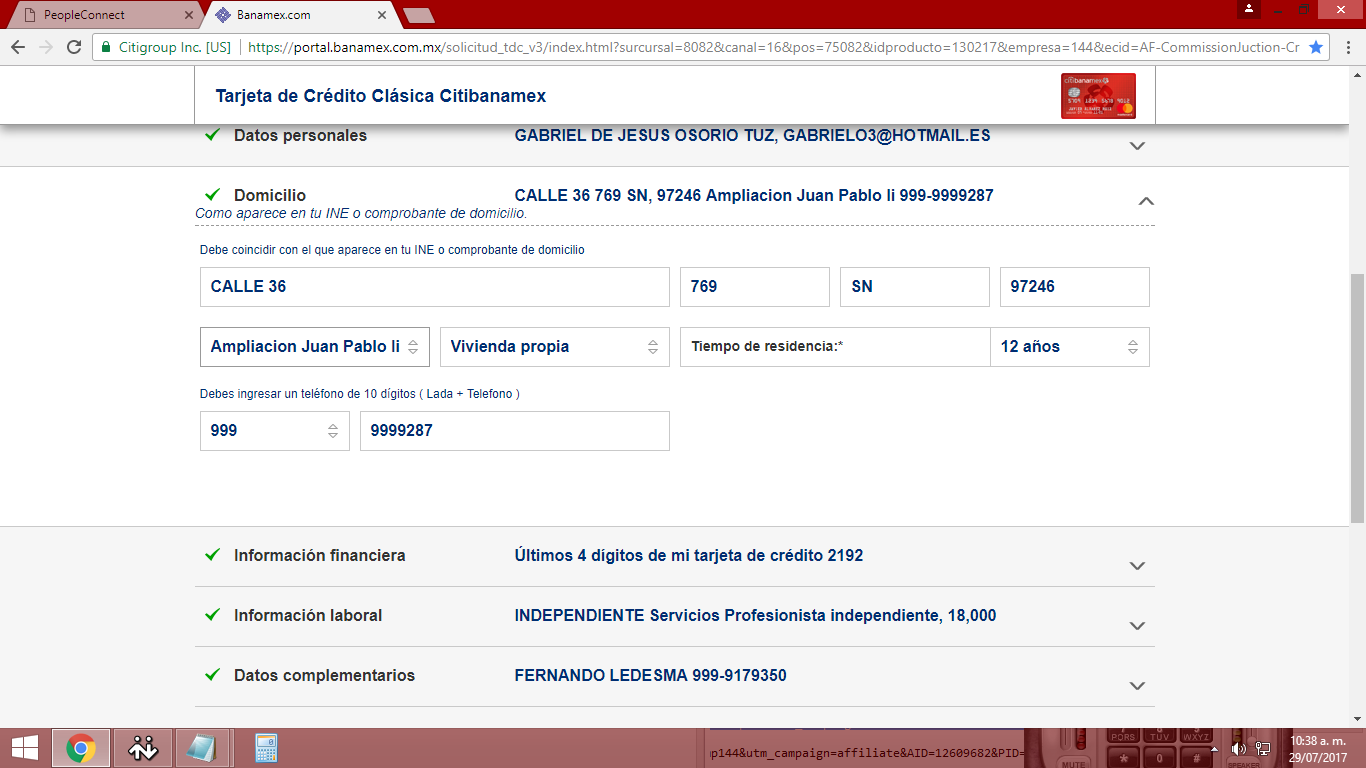 PeopleConnect
Banamex.com
Citigroup Inc. [US]
https://portal.banamex.com.mx/solicitud_tdc_v3/index.html?surcursal=8082&canal=16&pos=75082&idproducto=130217&empresa=144&ecid=AF-CommissionJuction-Cr
Tarjeta de Crédito Clásica Citibanamex
citibanamex
Datos personales
GABRIEL DE JESUS OSORIO TUZ, GABRIELO3@HOTMAIL.ES
Domicilio
CALLE 36 769 SN, 97246 Ampliacion Juan Pablo Ii 999-9999287
Como aparece en tu INE o comprobante de domicilio.
Debe coincidir con el que aparece en tu INE o comprobante de domicilio
CALLE 36
769
SN
97246
Ampliacion Juan Pablo Ii
Vivienda propia
Tiempo de residencia:*
12 años
Debes ingresar un teléfono de 10 dígitos ( Lada + Telefono )
999
9999287
Información financiera
Últimos 4 dígitos de mi tarjeta de crédito 2192
Información laboral
INDEPENDIENTE Servicios Profesionista independiente, 18,000
Datos complementarios
FERNANDO LEDESMA 999-9179350
p144&utm_campaign=affiliate&AID=12609682&PID=
PQRS
TUV
WXYZ
*
0
#
MUTE
SPEAKER
10:38 a. m.
29/07/2017